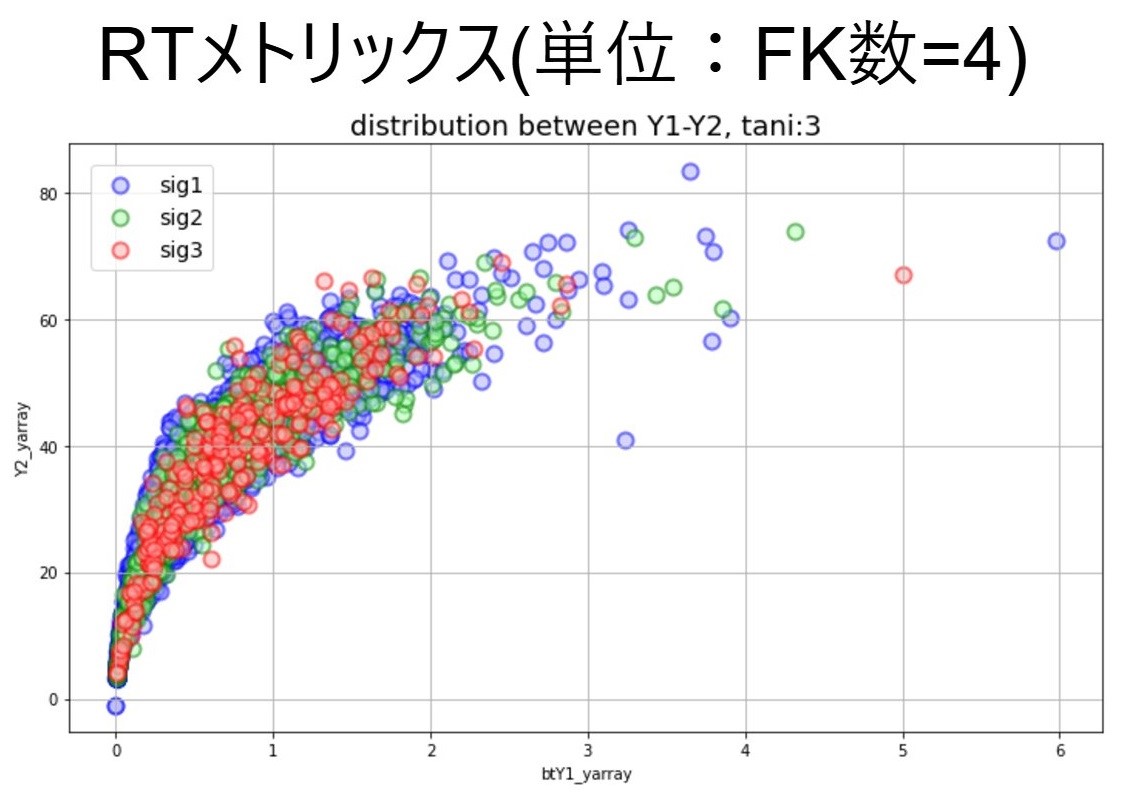 RTメトリックス(単位：FK数=4)
distribution between Y1-Y2, tani:3
sig1
sig2
sig3
80
60
40
20
0
Y2_yarray
0 1 2 3 4 5 6
btY1_yarray